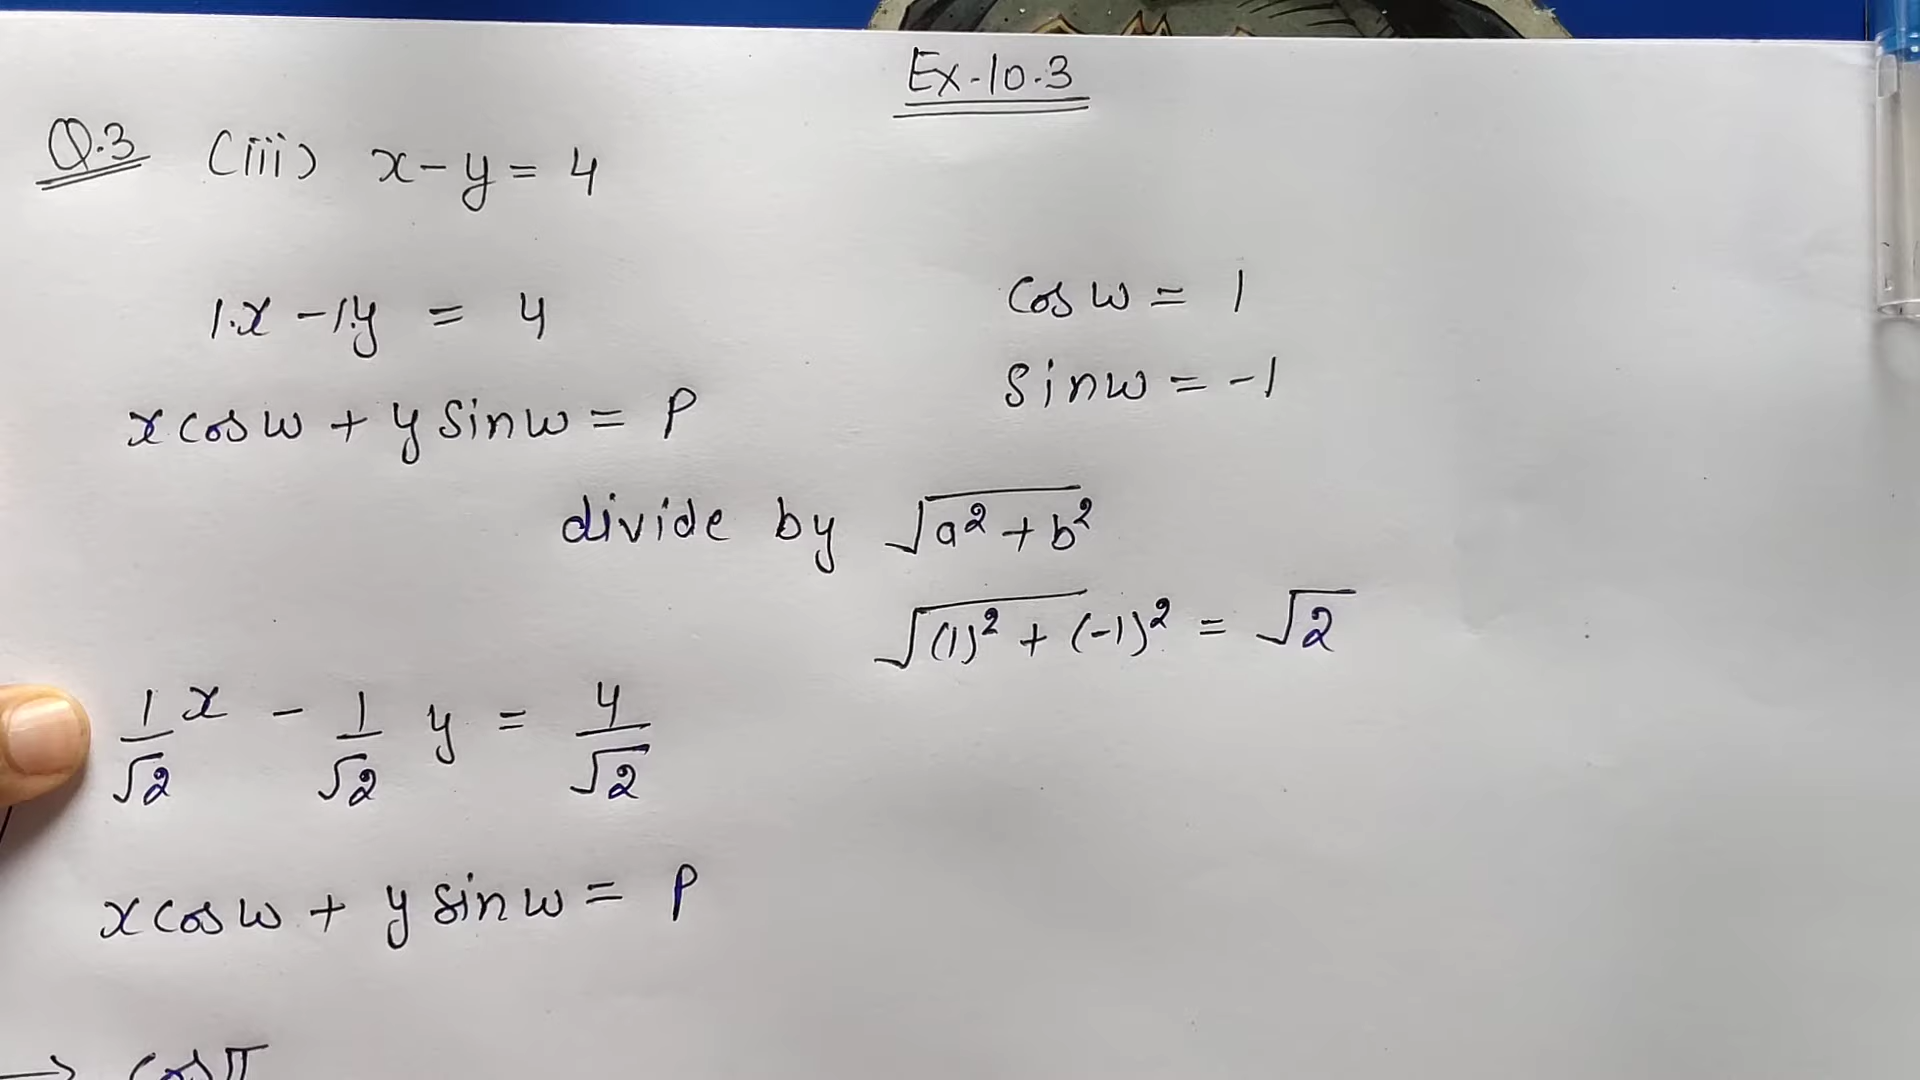 Ex-10.3
Q.3 (iii) x-y = 4
1.x -1.y = 4
cos w = 1
sin w = -1
x cos w + y sin w = P
divide by √a² + b²
√(1)² + (-1)² = √2
1/√2 x - 1/√2 y = 4/√2
x cos w + y sin w = P
→ cos π